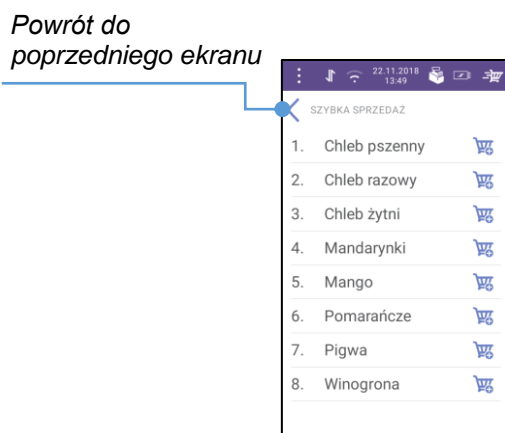 Powrót do
poprzedniego ekranu
22.11.2018
13:49
SZYBKA SPRZEDAŻ
1. Chleb pszenny
2. Chleb razowy
3. Chleb żytni
4. Mandarynki
5. Mango
6. Pomarańcze
7. Pigwa
8. Winogrona